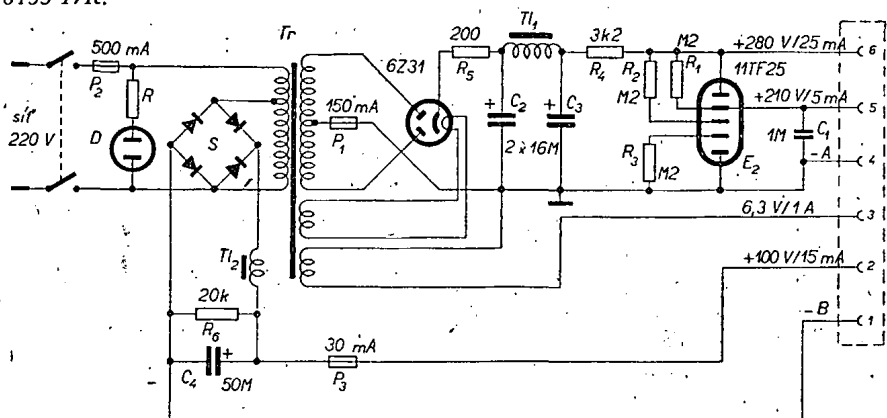 500 mA
P2
R
D
síť
220 V
S
Tr
150 mA
P1
6Z31
200
R5
Tl1
+
C2
+
C3
2 x 16M
3k2
R4
M2
R2
M2
R1
R3
M2
11TF25
E2
+280 V/25 mA
6
+210 V/5 mA
5
1M
C1
-A
4
6,3 V/1 A
3
+100 V/15 mA
2
-B
1
Tl2
20k
R6
+
C4
50M
30 mA
P3